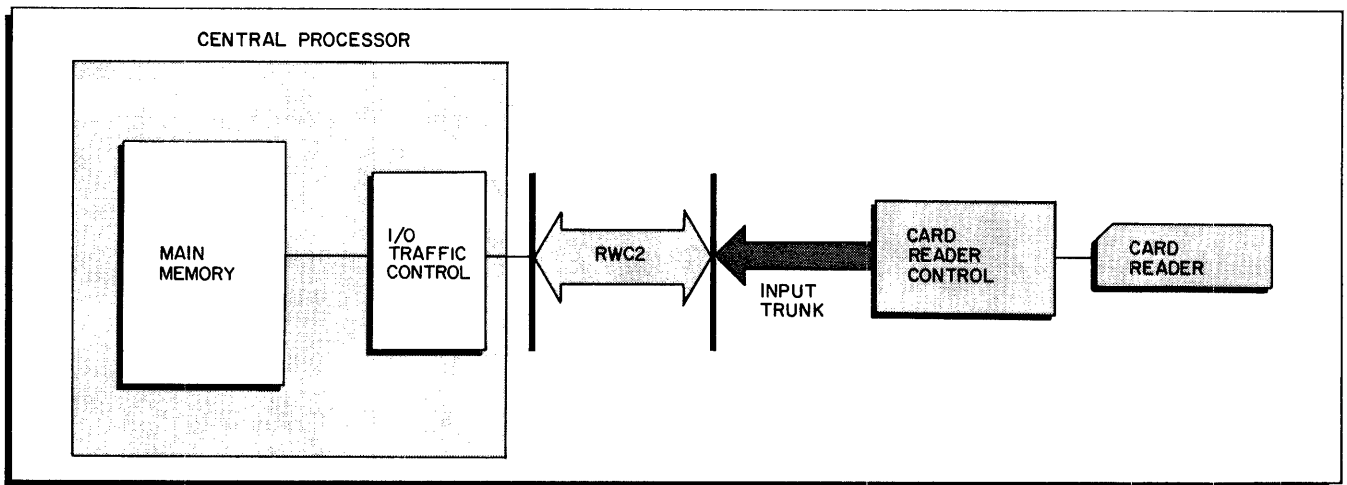 CENTRAL PROCESSOR
MAIN
MEMORY
I/O
TRAFFIC
CONTROL
RWC2
INPUT
TRUNK
CARD
READER
CONTROL
CARD
READER